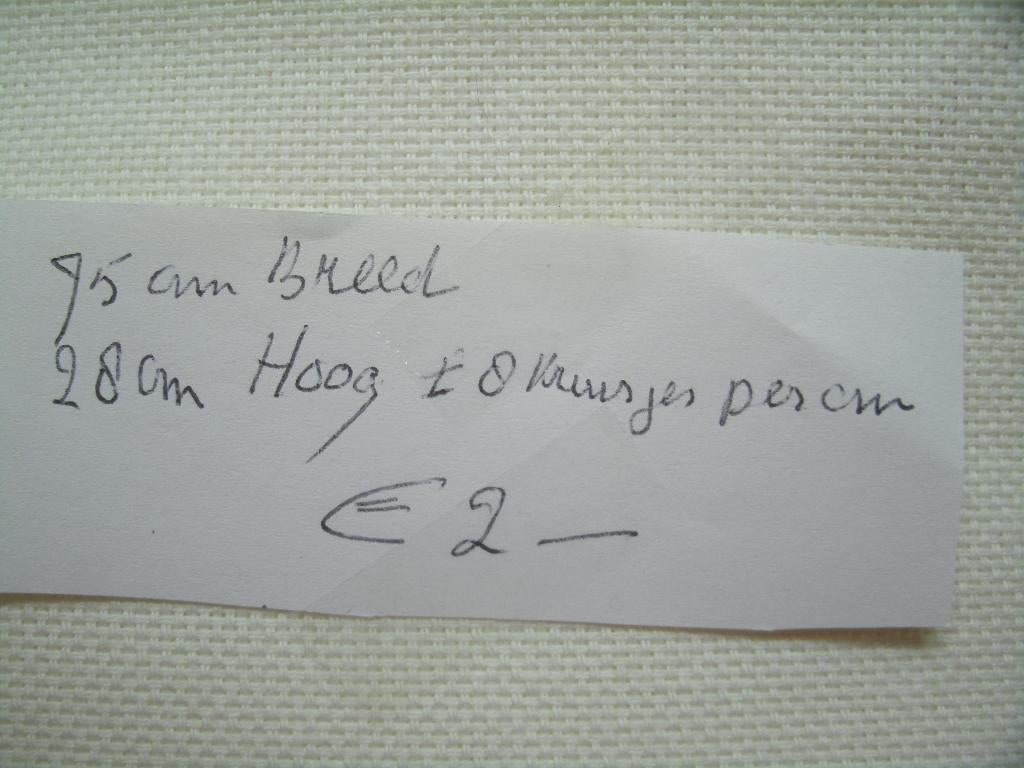 75 cm Breed
28 cm Hoog ± 8 kruisjes per cm
€ 2 —